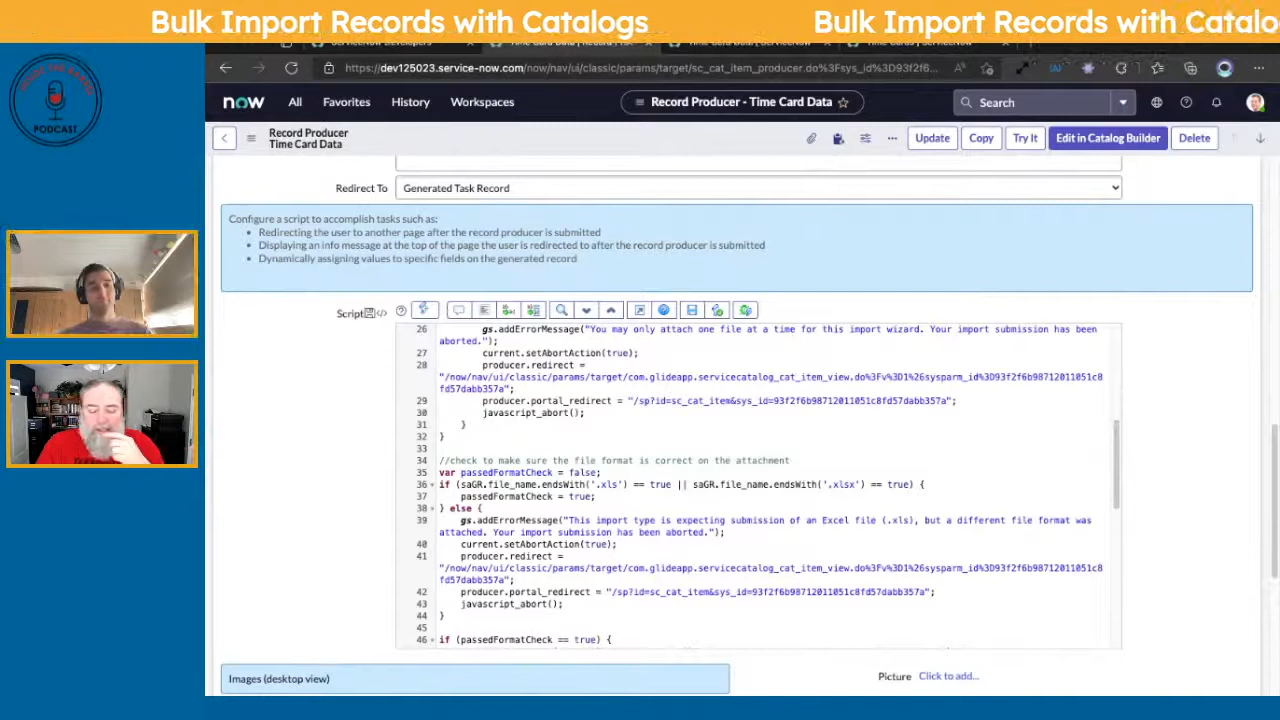 Bulk Import Records with Catalogs
Bulk Import Records with Catalo
PODCAST
https://dev125023.service-now.com/now/nav/ui/classic/params/target/sc_cat_item_producer.do%3Fsys_id%3D93f2f6b...
now All Favorites History Workspaces
Record Producer - Time Card Data
Search
Record Producer
Time Card Data
Update Copy Try It Edit in Catalog Builder Delete
Redirect To Generated Task Record
Configure a script to accomplish tasks such as:
Redirecting the user to another page after the record producer is submitted
Displaying an info message at the top of the page the user is redirected to after the record producer is submitted
Dynamically assigning values to specific fields on the generated record
Script
26 gs.addErrorMessage("You may only attach one file at a time for this import wizard. Your import submission has been
aborted.");
27 current.setAbortAction(true);
28 producer.redirect =
"/now/nav/ui/classic/params/target/com.glideapp.servicecatalog_cat_item_view.do%3Fv%3D1%26sysparm_id%3D93f2f6b98712011051c8
fd57dabb357a";
29 producer.portal_redirect = "/sp?id=sc_cat_item&sys_id=93f2f6b98712011051c8fd57dabb357a";
30 javascript_abort();
31 }
32 }
33
34 //check to make sure the file format is correct on the attachment
35 var passedFormatCheck = false;
36 if (saGR.file_name.endsWith('.xls') == true || saGR.file_name.endsWith('.xlsx') == true) {
37 passedFormatCheck = true;
38 } else {
39 gs.addErrorMessage("This import type is expecting submission of an Excel file (.xls), but a different file format was
attached. Your import submission has been aborted.");
40 current.setAbortAction(true);
41 producer.redirect =
"/now/nav/ui/classic/params/target/com.glideapp.servicecatalog_cat_item_view.do%3Fv%3D1%26sysparm_id%3D93f2f6b98712011051c8
fd57dabb357a";
42 producer.portal_redirect = "/sp?id=sc_cat_item&sys_id=93f2f6b98712011051c8fd57dabb357a";
43 javascript_abort();
44 }
45
46 if (passedFormatCheck == true) {
Images (desktop view)
Picture Click to add...